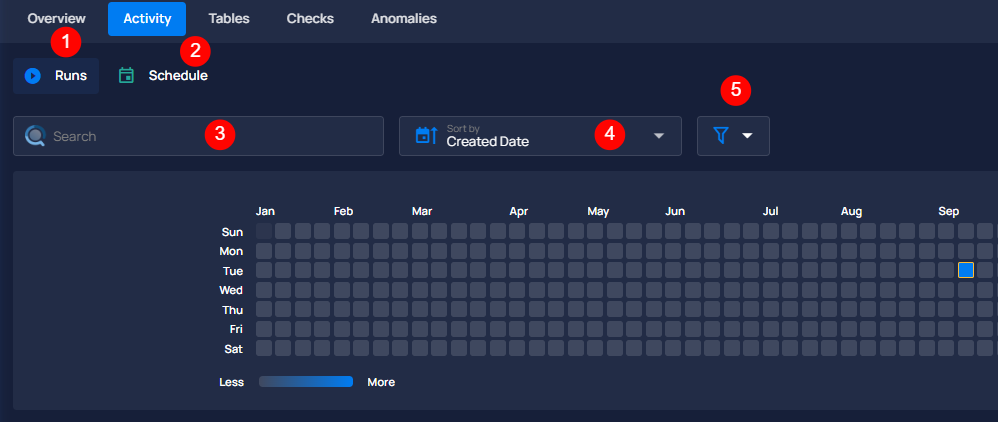 Overview Activity Tables Checks Anomalies
1 2
Runs Schedule
5
Search 3 Sort by 4
Created Date
Jan Feb Mar Apr May Jun Jul Aug Sep
Sun
Mon
Tue
Wed
Thu
Fri
Sat
Less More